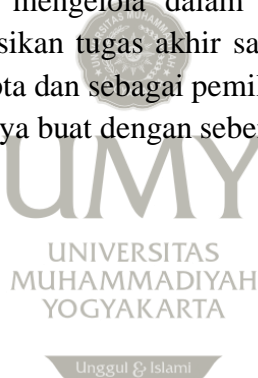 mengelola dalam
sikan tugas akhir sa
ota dan sebagai pemil
ya buat dengan seber
UMY
UNIVERSITAS
MUHAMMADIYAH
YOGYAKARTA
Unggul & Islami